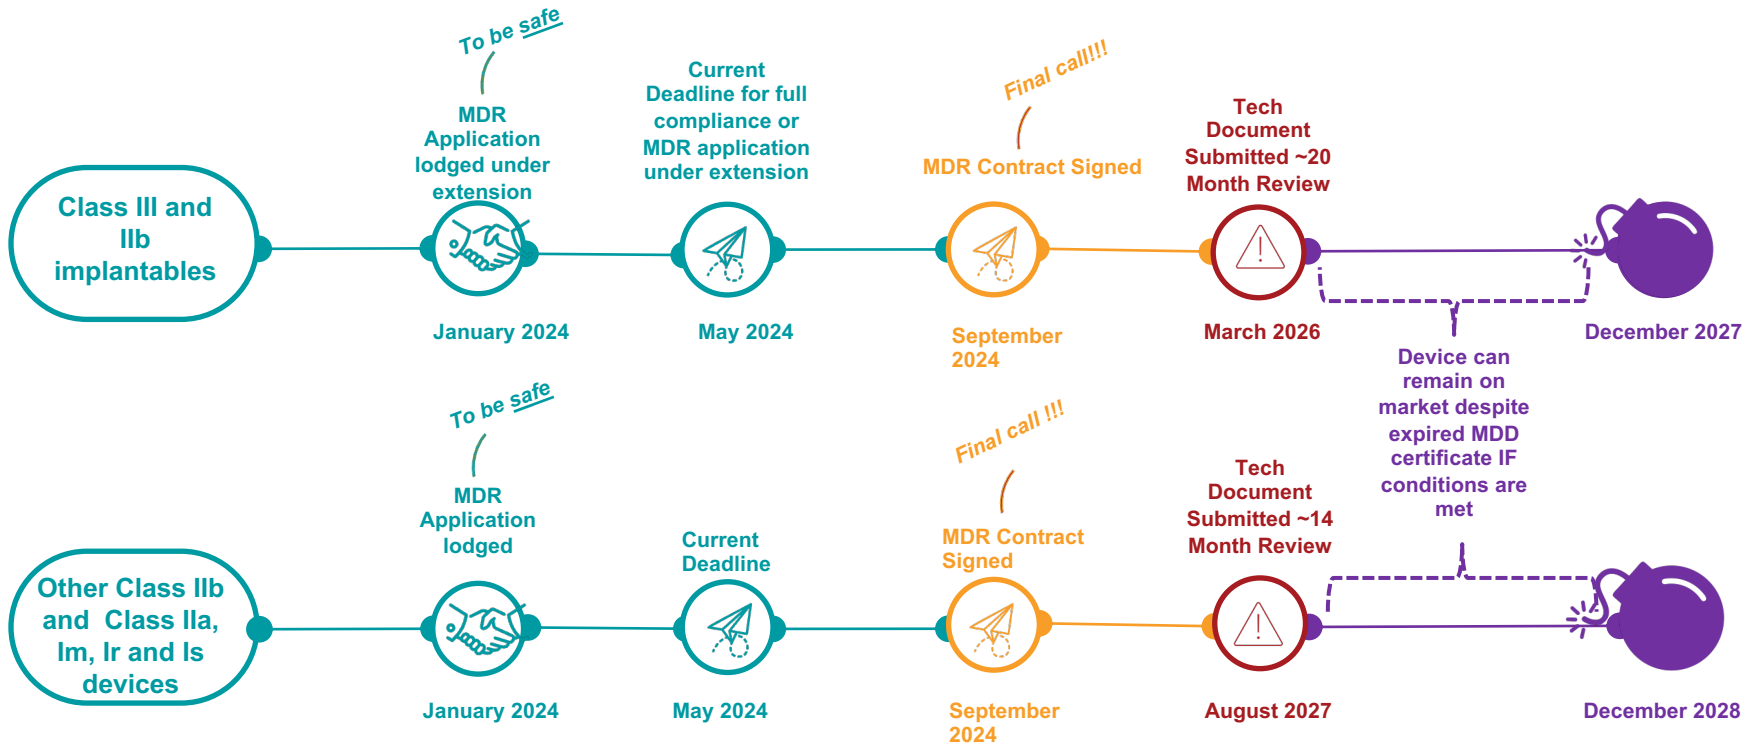 To be safe
MDR
Application
lodged under
extension
Current
Deadline for full
compliance or
MDR application
under extension
Final call!!!
MDR Contract Signed
Tech
Document
Submitted ~20
Month Review
Class III and
IIb
implantables
January 2024
May 2024
September
2024
March 2026
December 2027
Device can
remain on
market despite
expired MDD
certificate IF
conditions are
met
To be safe
MDR
Application
lodged
Current
Deadline
Final call !!!
MDR Contract
Signed
Tech
Document
Submitted ~14
Month Review
Other Class IIb
and Class IIa,
Im, Ir and Is
devices
January 2024
May 2024
September
2024
August 2027
December 2028